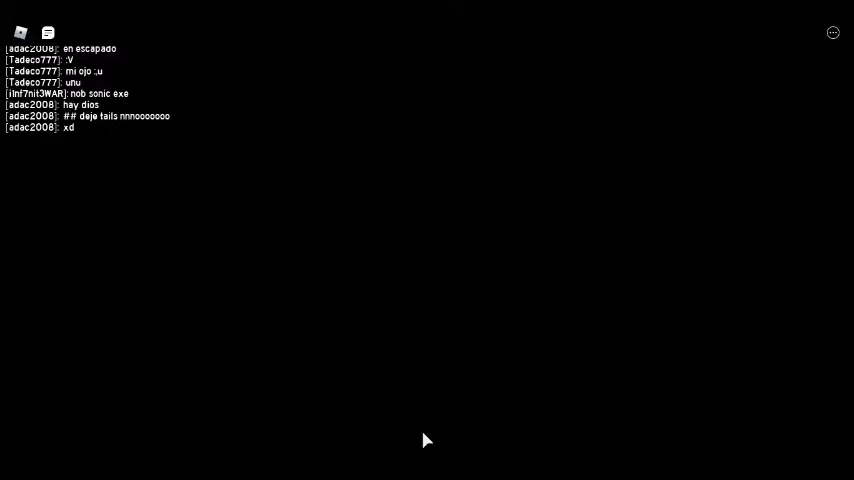 [adac2008]: en escapado
[Tadeco777]: :V
[Tadeco777]: mi ojo :,u
[Tadeco777]: unu
[i1nf7nit3WAR]: nob sonic exe
[adac2008]: hay dios
[adac2008]: ## deje tails nnnooooooo
[adac2008]: xd